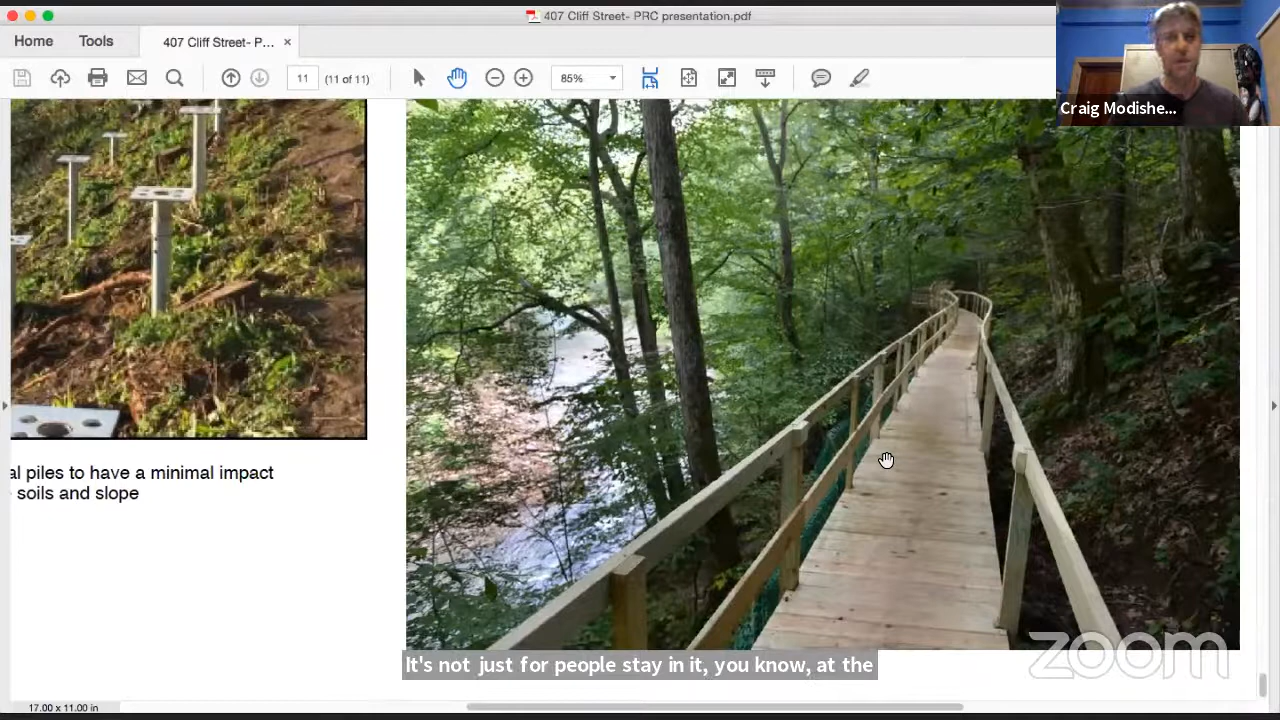 407 Cliff Street- PRC presentation.pdf
Home
Tools
407 Cliff Street- P...
×
11
(11 of 11)
85%
Craig Modishe...
al piles to have a minimal impact
soils and slope
It's not just for people stay in it, you know, at the
zoom
17.00 x 11.00 in